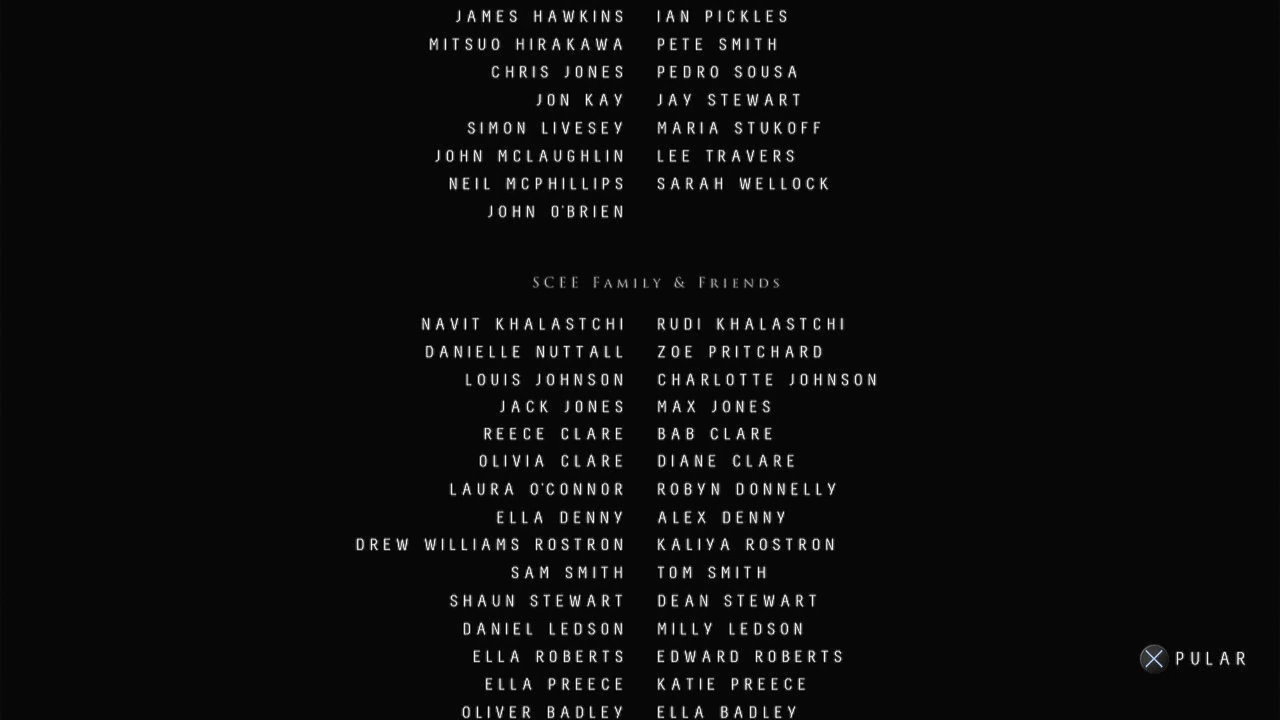 JAMES HAWKINS IAN PICKLES
MITSUO HIRAKAWA PETE SMITH
CHRIS JONES PEDRO SOUSA
JON KAY JAY STEWART
SIMON LIVESEY MARIA STUKOFF
JOHN MCLAUGHLIN LEE TRAVERS
NEIL MCPHILLIPS SARAH WELLOCK
JOHN O'BRIEN
SCEE FAMILY & FRIENDS
NAVIT KHALASTCHI RUDI KHALASTCHI
DANIELLE NUTTALL ZOE PRITCHARD
LOUIS JOHNSON CHARLOTTE JOHNSON
JACK JONES MAX JONES
REECE CLARE BAB CLARE
OLIVIA CLARE DIANE CLARE
LAURA O'CONNOR ROBYN DONNELLY
ELLA DENNY ALEX DENNY
DREW WILLIAMS ROSTRON KALIYA ROSTRON
SAM SMITH TOM SMITH
SHAUN STEWART DEAN STEWART
DANIEL LEDSON MILLY LEDSON
ELLA ROBERTS EDWARD ROBERTS
PULAR
ELLA PREECE KATIE PREECE
OLIVER BADLEY ELLA BADLEY